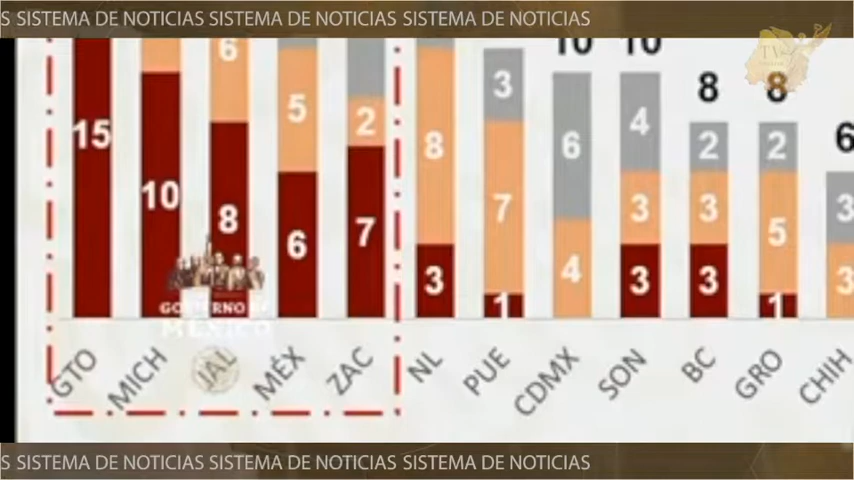 S SISTEMA DE NOTICIAS SISTEMA DE NOTICIAS SISTEMA DE NOTICIAS
TV
10 10
8 8
6
15 6 5 2 8 3 6 4 2 2 3
10 8 6 7 7 3 3 5
3 1 4 3 3 1 3
GOBIERNO DE
MÉXICO
GTO MICH JAL MÉX ZAC NL PUE CDMX SON BC GRO CHIH
S SISTEMA DE NOTICIAS SISTEMA DE NOTICIAS SISTEMA DE NOTICIAS